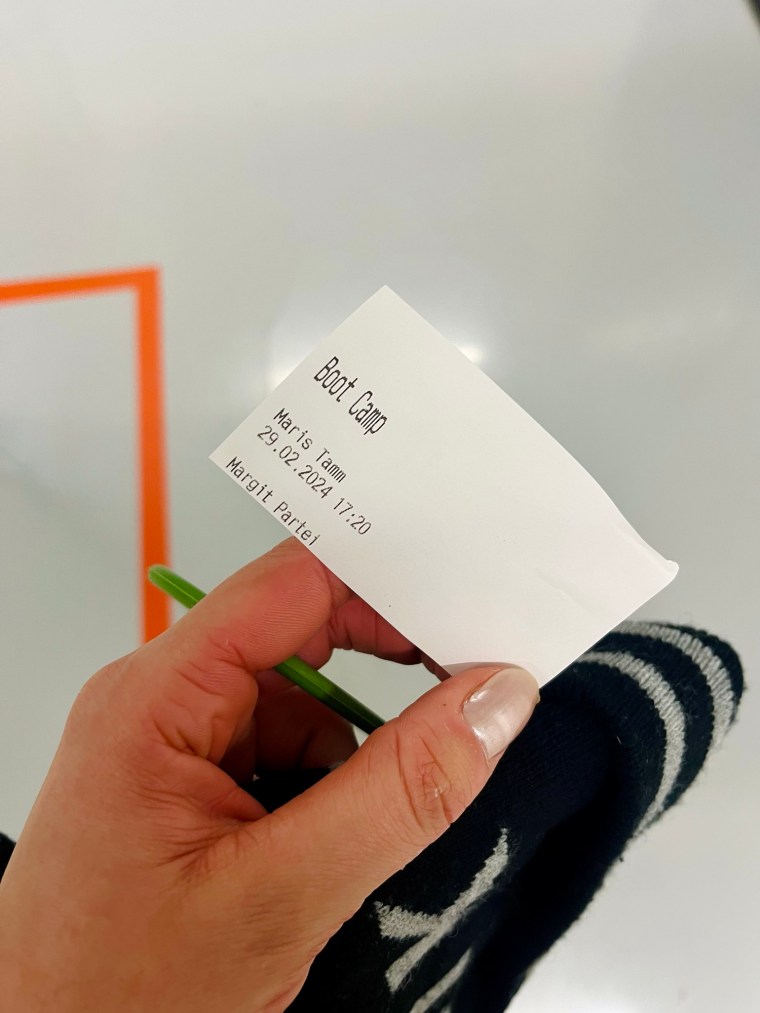 Boot Camp
Maris Tamm
29.02.2024 17:20
Margit Partei